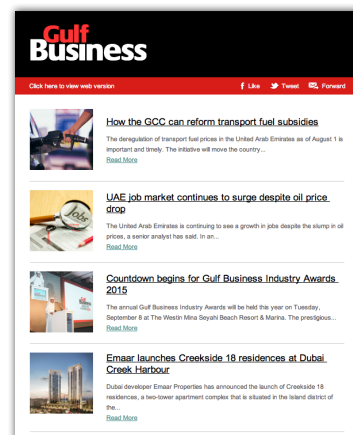 Gulf
Business
Click here to view web version
Like
Tweet
Forward
How the GCC can reform transport fuel subsidies
The deregulation of transport fuel prices in the United Arab Emirates as of August 1 is
important and timely. The initiative will move the country...
Read More
Jobs
UAE job market continues to surge despite oil price
drop
The United Arab Emirates is continuing to see a growth in jobs despite the slump in oil
prices, a senior analyst has said. In an...
Read More
Countdown begins for Gulf Business Industry Awards
2015
The annual Gulf Business Industry Awards will be held this year on Tuesday,
September 8 at The Westin Mina Seyahi Beach Resort & Marina. The prestigious...
Read More
Emaar launches Creekside 18 residences at Dubai
Creek Harbour
Dubai developer Emaar Properties has announced the launch of Creekside 18
residences, a two-tower apartment complex that is situated in the Island district of
the...
Read More